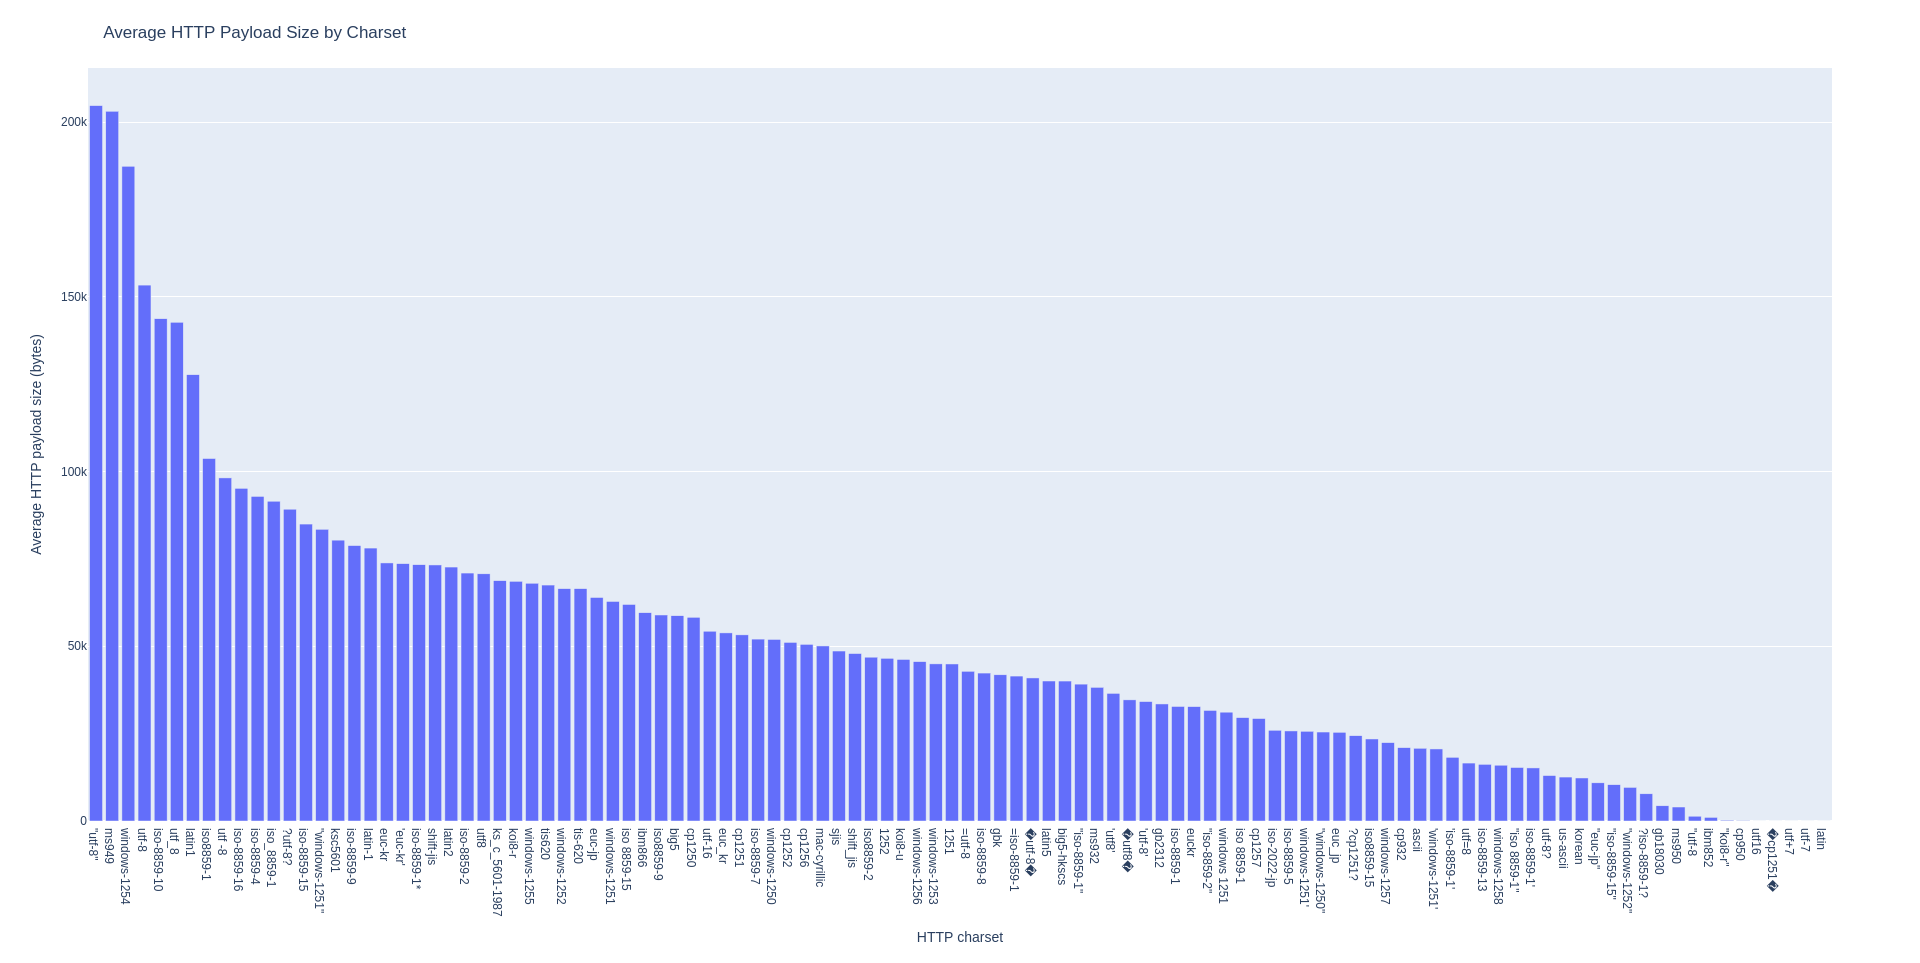 Average HTTP Payload Size by Charset
Average HTTP payload size (bytes)
200k
150k
100k
50k
0
"utf-8"
ms949
windows-1254
utf-8
iso-8859-10
utf_8
latin1
iso8859-1
utf -8
iso-8859-16
iso-8859-4
iso_8859-1
?utf-8?
iso-8859-15
"windows-1251"
ksc5601
iso-8859-9
latin-1
euc-kr
'euc-kr'
iso-8859-1*
shift-jis
latin2
iso-8859-2
utf8
ks_c_5601-1987
koi8-r
windows-1255
tis620
windows-1252
tis-620
euc-jp
windows-1251
iso 8859-15
ibm866
iso8859-9
big5
cp1250
utf-16
euc_kr
cp1251
iso-8859-7
windows-1250
cp1252
cp1256
mac-cyrillic
sjis
shift_jis
iso8859-2
1252
koi8-u
windows-1256
windows-1253
1251
=utf-8
iso-8859-8
gbk
=iso-8859-1
�utf-8�
latin5
big5-hkscs
"iso-8859-1"
ms932
'utf8'
�utf8�
'utf-8'
gb2312
iso-8859-1
euckr
"iso-8859-2"
windows 1251
iso 8859-1
cp1257
iso-2022-jp
iso-8859-5
windows-1251'
"windows-1250"
euc_jp
?cp1251?
iso8859-15
windows-1257
cp932
ascii
'windows-1251'
'iso-8859-1'
utf=8
iso-8859-13
windows-1258
"iso 8859-1"
iso-8859-1'
utf-8?
us-ascii
korean
"euc-jp"
"iso-8859-15"
"windows-1252"
?iso-8859-1?
gb18030
ms950
"utf-8
ibm852
"koi8-r"
cp950
utf16
�cp1251�
utf+7
utf-7
latin
HTTP charset